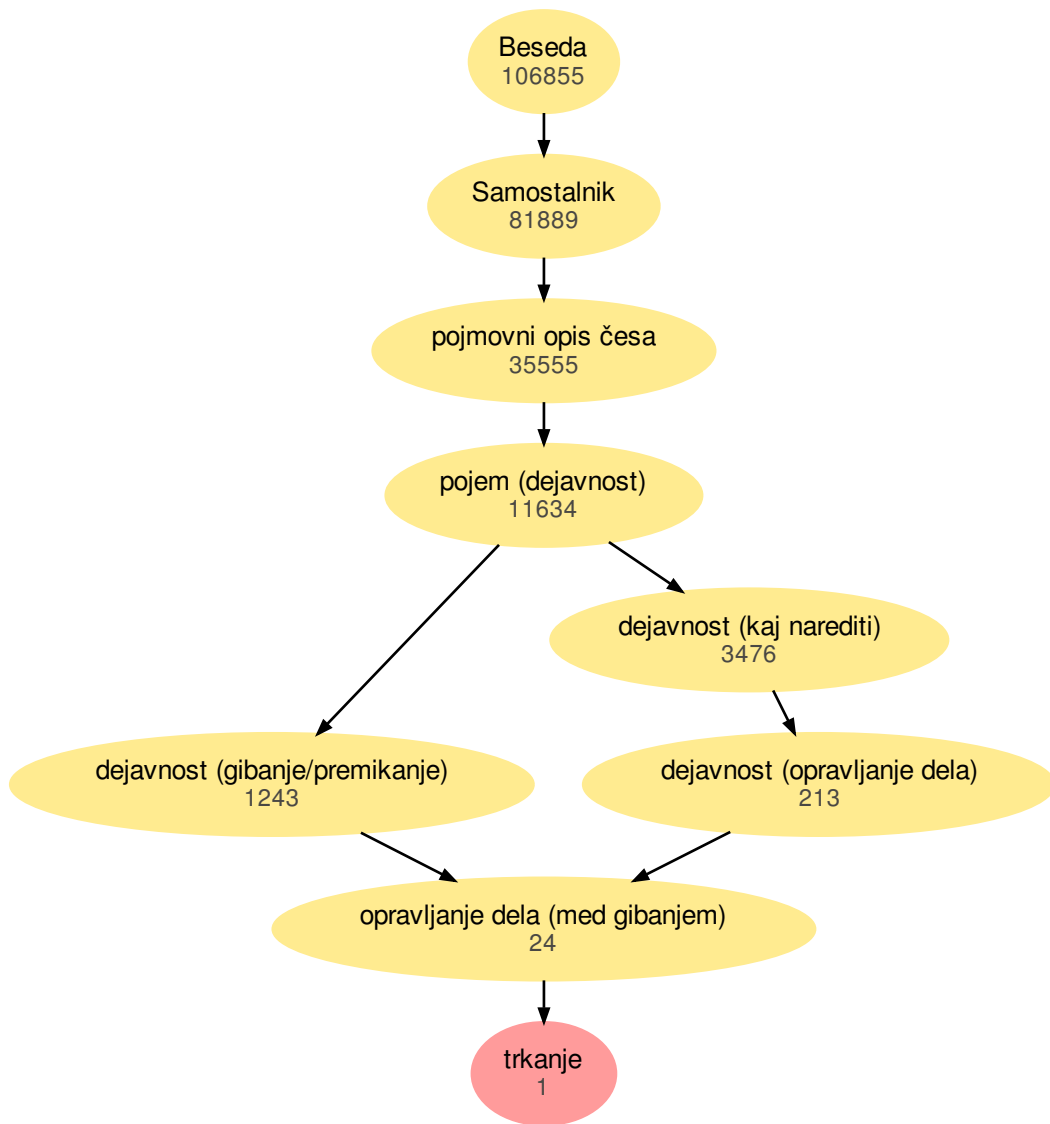 Beseda
106855
Samostalnik
81889
pojmovni opis česa
35555
pojem (dejavnost)
11634
dejavnost (kaj narediti)
3476
dejavnost (gibanje/premikanje)
1243
dejavnost (opravljanje dela)
213
opravljanje dela (med gibanjem)
24
trkanje
1